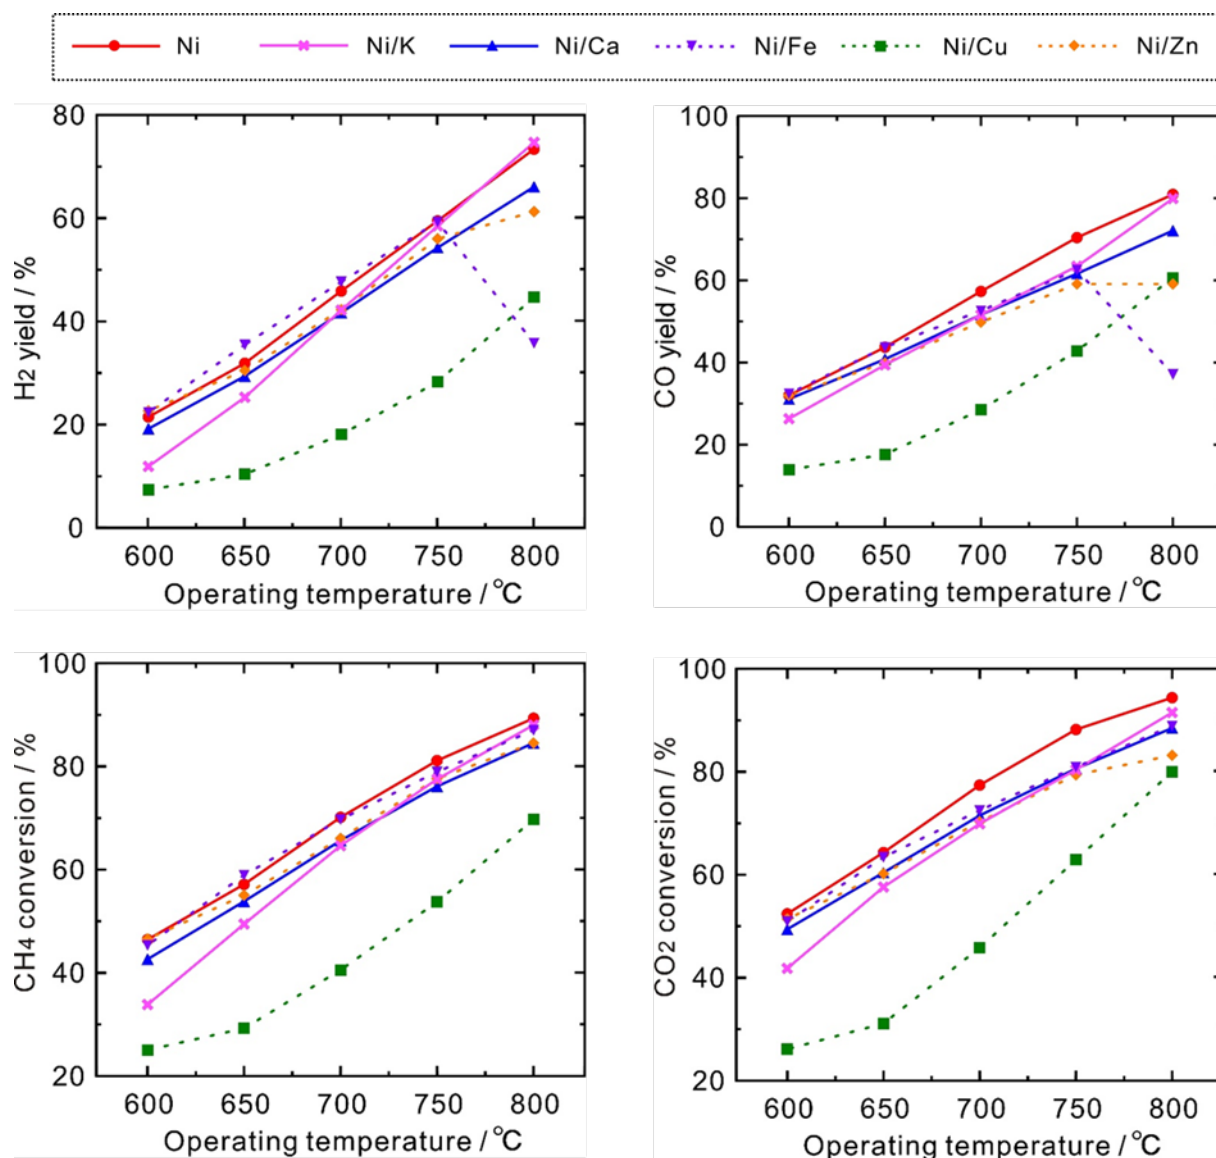 Ni Ni/K Ni/Ca Ni/Fe Ni/Cu Ni/Zn
H2 yield / %
80
60
40
20
0
600 650 700 750 800
Operating temperature / °C
CO yield / %
100
80
60
40
20
0
600 650 700 750 800
Operating temperature / °C
CH4 conversion / %
100
80
60
40
20
600 650 700 750 800
Operating temperature / °C
CO2 conversion / %
100
80
60
40
20
600 650 700 750 800
Operating temperature / °C